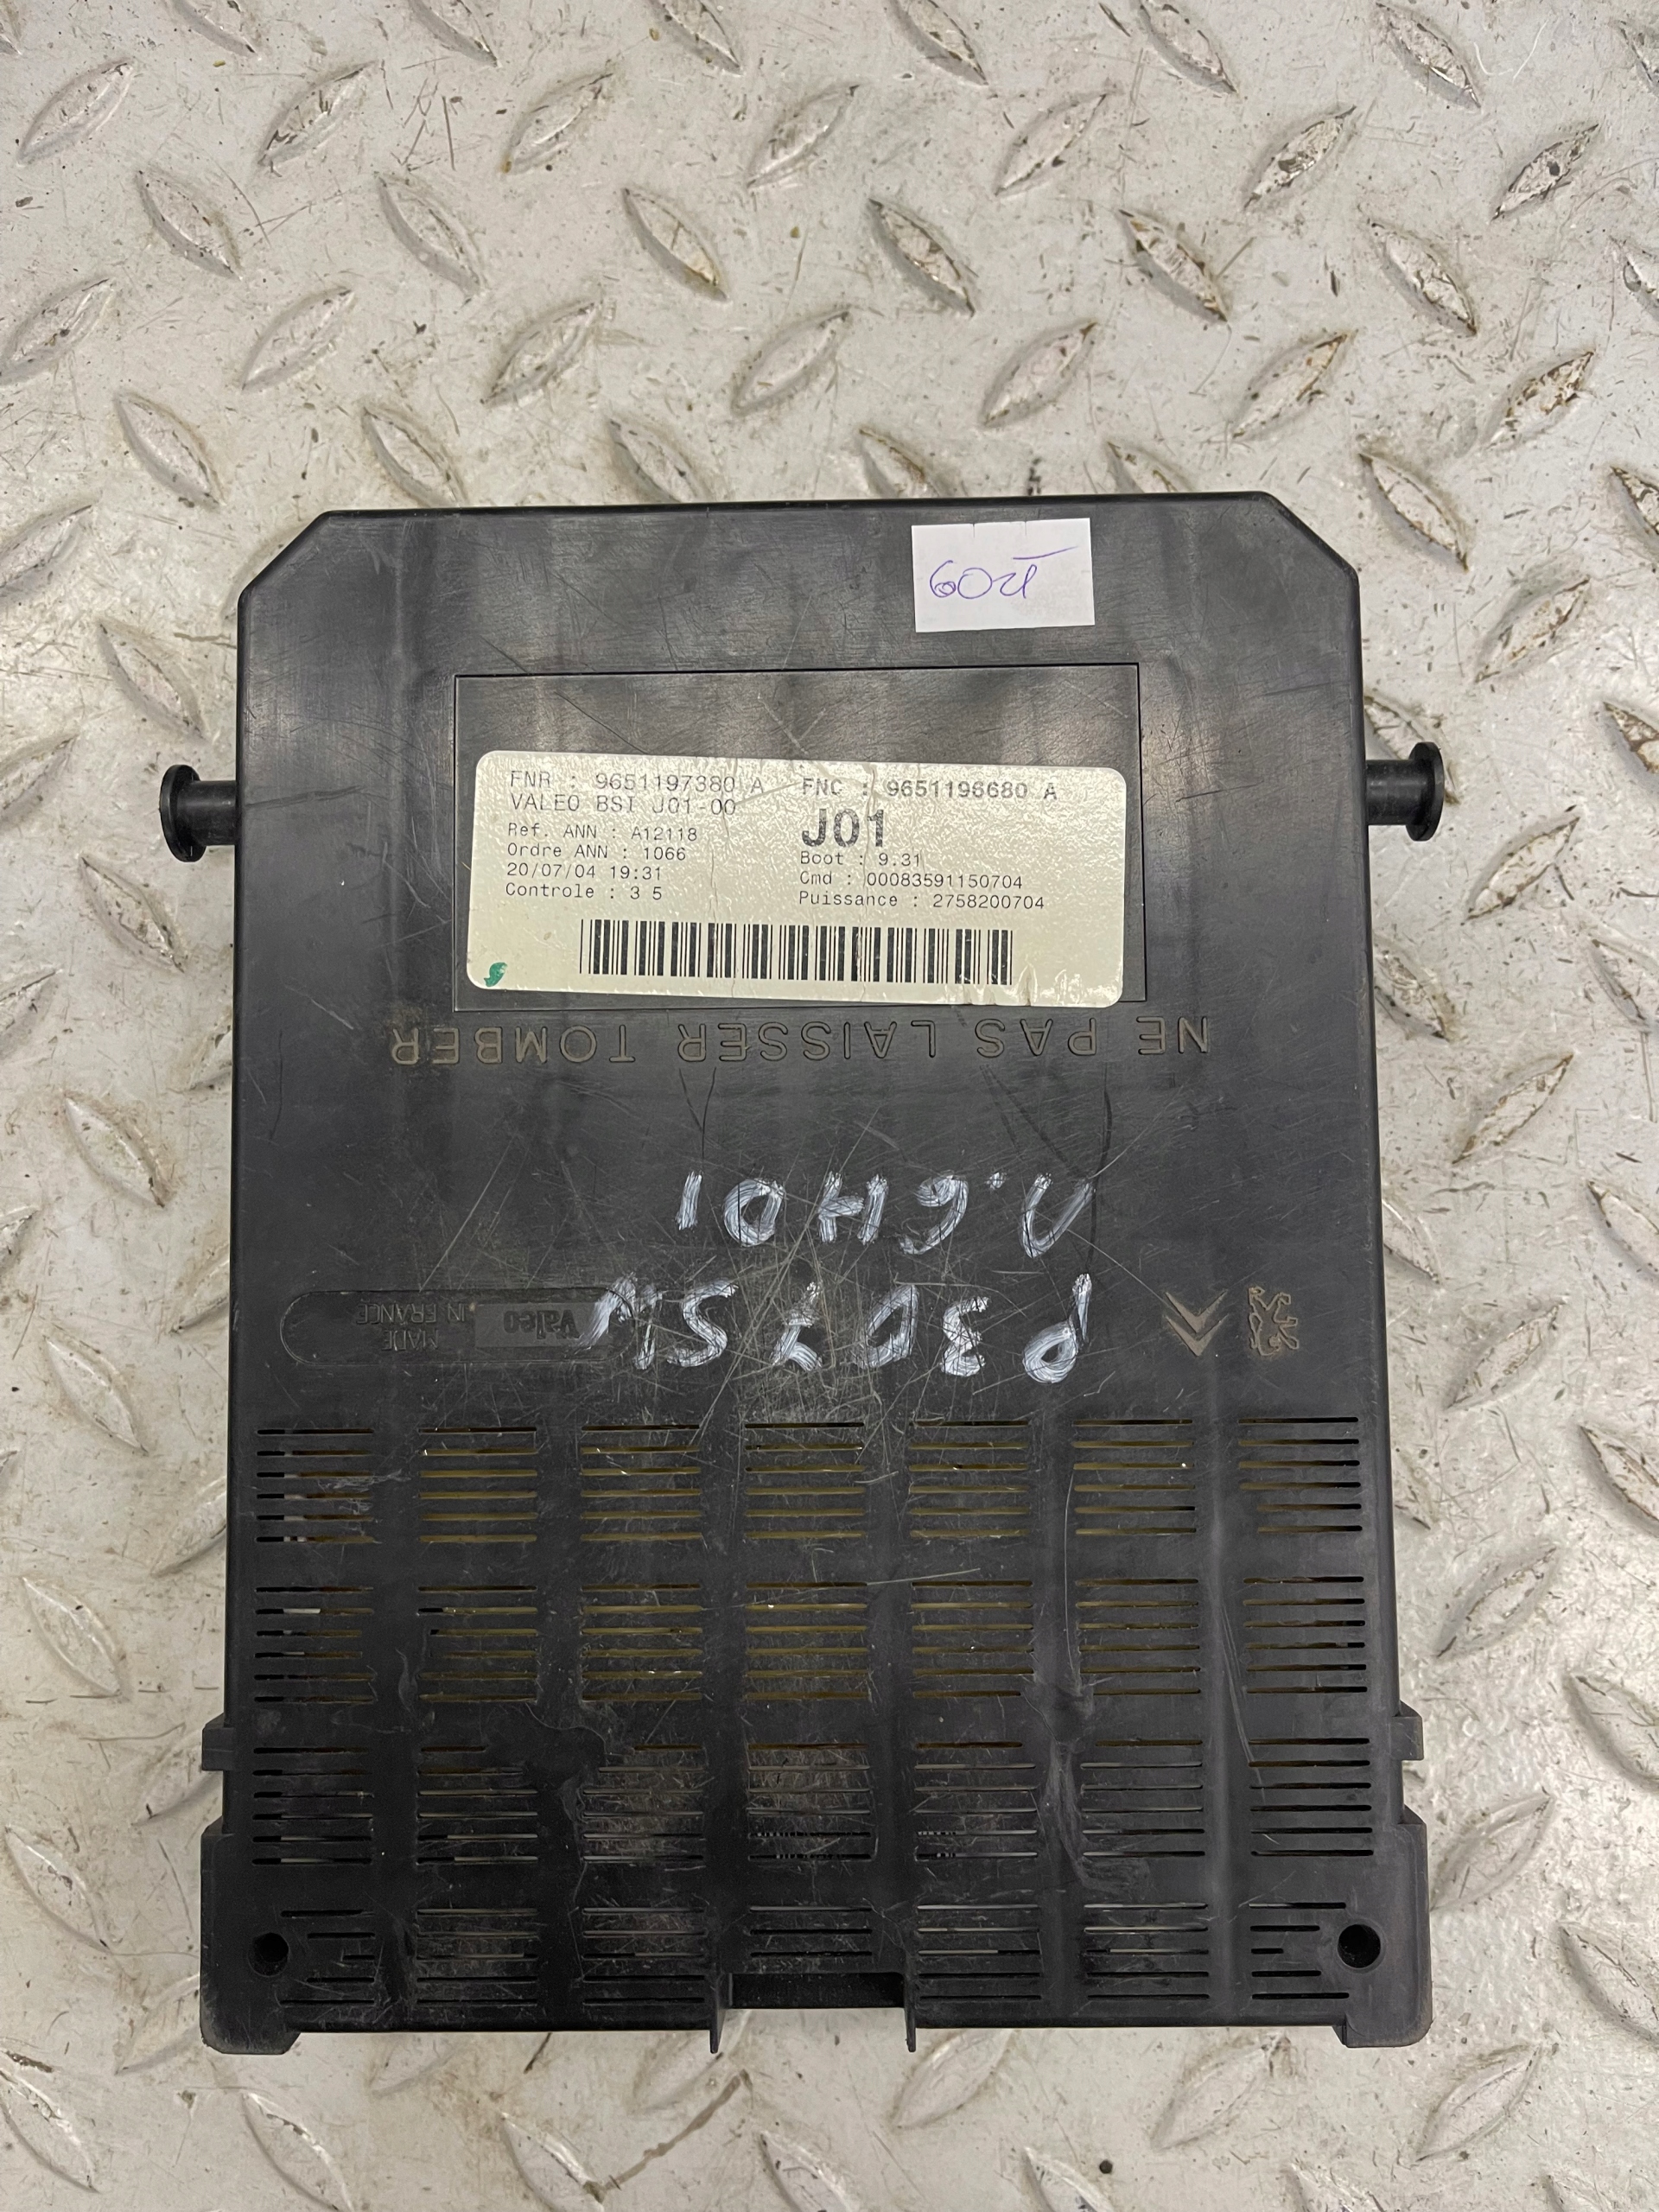 60zł
FNR : 9651197380 A FNC : 9651198680 A
VALEO BSI J01-00 J01
Ref. ANN : A12118
Ordre ANN : 1066 Boot : 9.31
20/07/04 19:31 Cmd : 00083591150704
Controle : 3 5 Puissance : 2758200704
NE PAS LAISSER TOMBER
1.6HDI
P307SW
Valeo
MADE
IN FRANCE